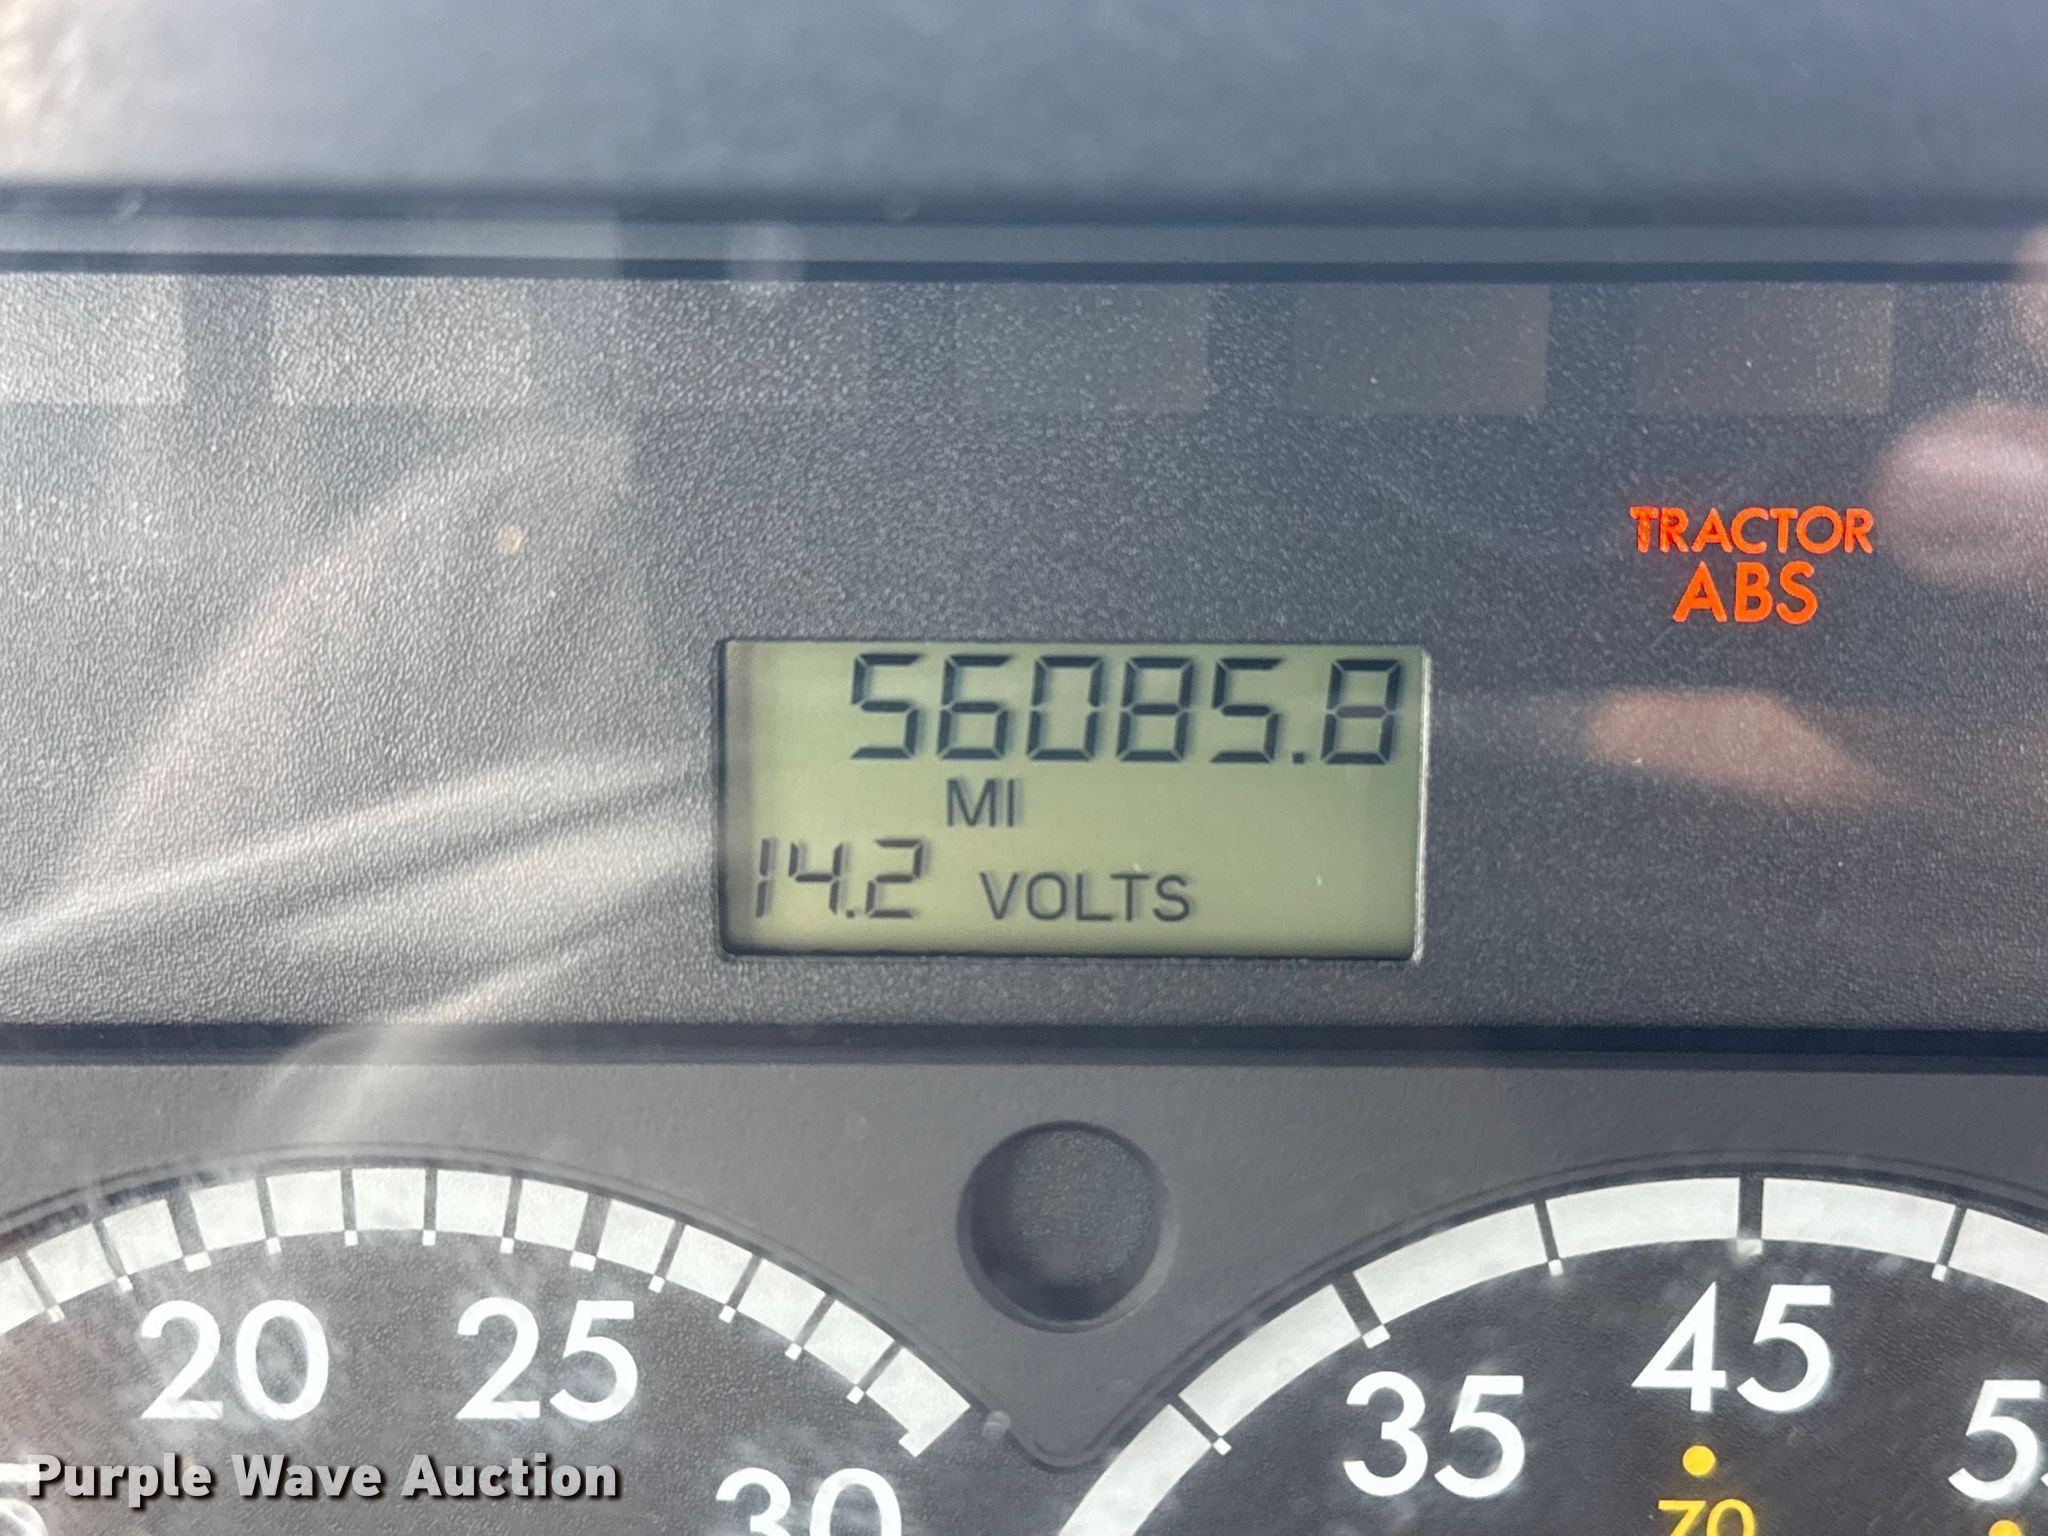 TRACTOR
ABS
56085.8
MI
14.2 VOLTS
20 25 30
35 45
70
Purple Wave Auction